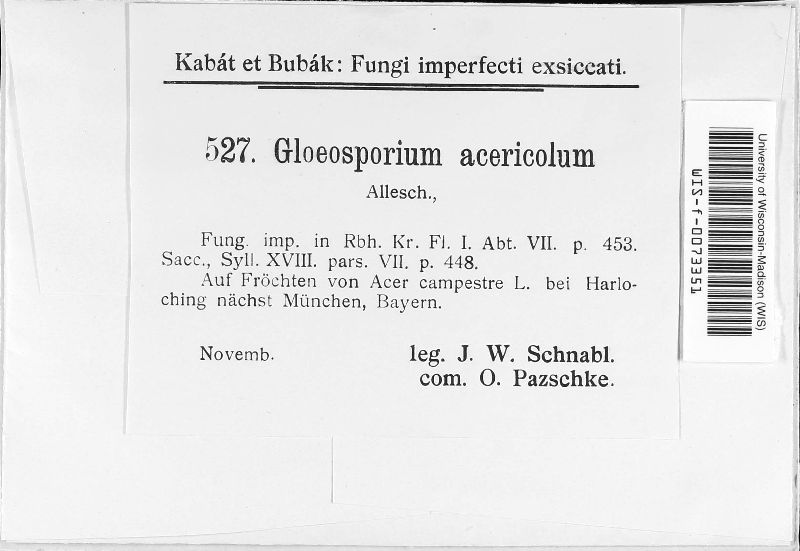 Kabát et Bubák: Fungi imperfecti exsiccati.
527. Gloeosporium acericolum
Allesch.,
Fung. imp. in Rbh. Kr. Fl. I. Abt. VII. p. 453.
Sacc., Syll. XVIII. pars. VII. p. 448.
Auf Fröchten von Acer campestre L. bei Harlo-
ching nächst München, Bayern.
Novemb.
leg. J. W. Schnabl.
com. O. Pazschke.
University of Wisconsin-Madison (WIS)
WIS-f-0073351